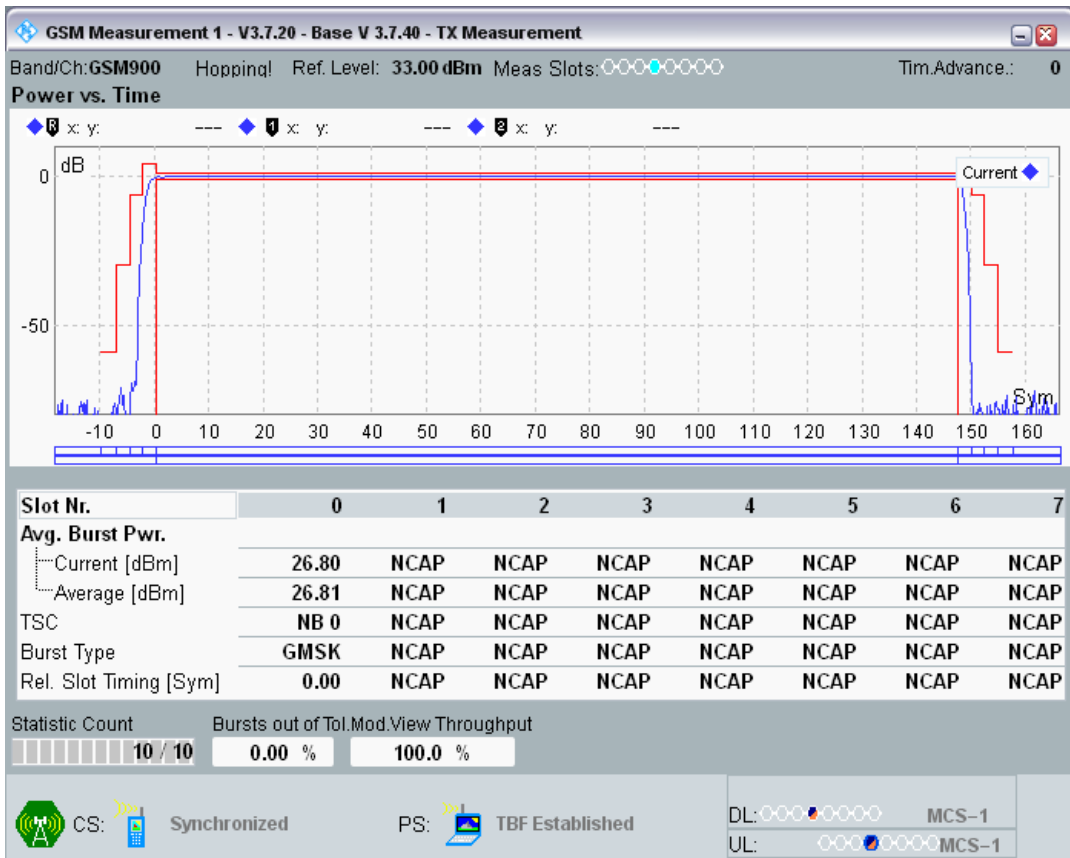 GSM Measurement 1 - V3.7.20 - Base V 3.7.40 - TX Measurement
Band/Ch:GSM900 Hopping! Ref. Level: 33.00 dBm Meas Slots: Tim.Advance.: 0
Power vs. Time
R x: y: --- 1 x: y: --- 2 x: y: ---
dB
Current
0
-50
Sym
-10 0 10 20 30 40 50 60 70 80 90 100 110 120 130 140 150 160
Slot Nr. 0 1 2 3 4 5 6 7
Avg. Burst Pwr.
Current [dBm] 26.80 NCAP NCAP NCAP NCAP NCAP NCAP NCAP
Average [dBm] 26.81 NCAP NCAP NCAP NCAP NCAP NCAP NCAP
TSC NB 0 NCAP NCAP NCAP NCAP NCAP NCAP NCAP
Burst Type GMSK NCAP NCAP NCAP NCAP NCAP NCAP NCAP
Rel. Slot Timing [Sym] 0.00 NCAP NCAP NCAP NCAP NCAP NCAP NCAP
Statistic Count Bursts out of Tol.Mod.View Throughput
10 / 10 0.00 % 100.0 %
CS: Synchronized PS: TBF Established
DL: MCS-1
UL: MCS-1